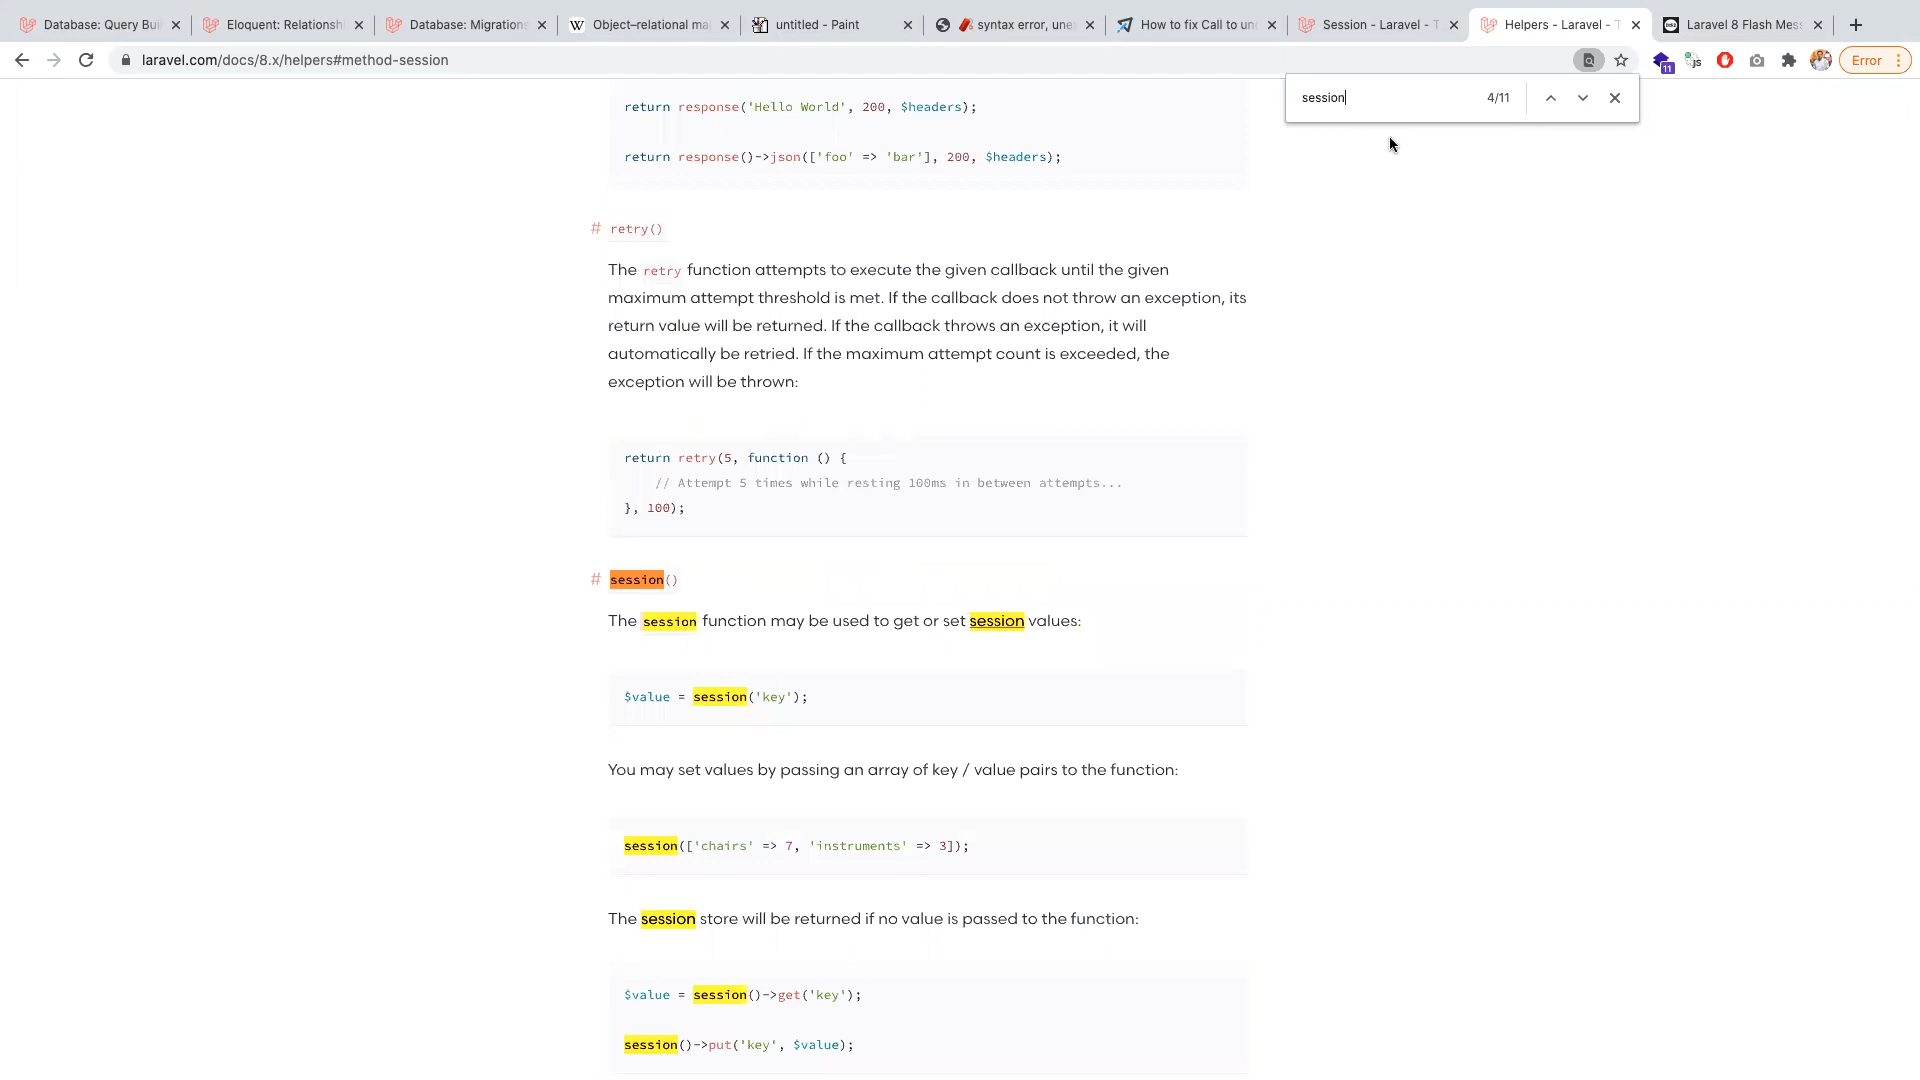 Database: Query Buil
Eloquent: Relationsh
Database: Migrations
Object–relational ma
untitled - Paint
syntax error, une
How to fix Call to un
Session - Laravel - T
Helpers - Laravel - T
Laravel 8 Flash Mess
laravel.com/docs/8.x/helpers#method-session
11
Error
session
4/11
return response('Hello World', 200, $headers);
return response()->json(['foo' => 'bar'], 200, $headers);
# retry()
The retry function attempts to execute the given callback until the given
maximum attempt threshold is met. If the callback does not throw an exception, its
return value will be returned. If the callback throws an exception, it will
automatically be retried. If the maximum attempt count is exceeded, the
exception will be thrown:
return retry(5, function () {
// Attempt 5 times while resting 100ms in between attempts...
}, 100);
# session()
The session function may be used to get or set session values:
$value = session('key');
You may set values by passing an array of key / value pairs to the function:
session(['chairs' => 7, 'instruments' => 3]);
The session store will be returned if no value is passed to the function:
$value = session()->get('key');
session()->put('key', $value);